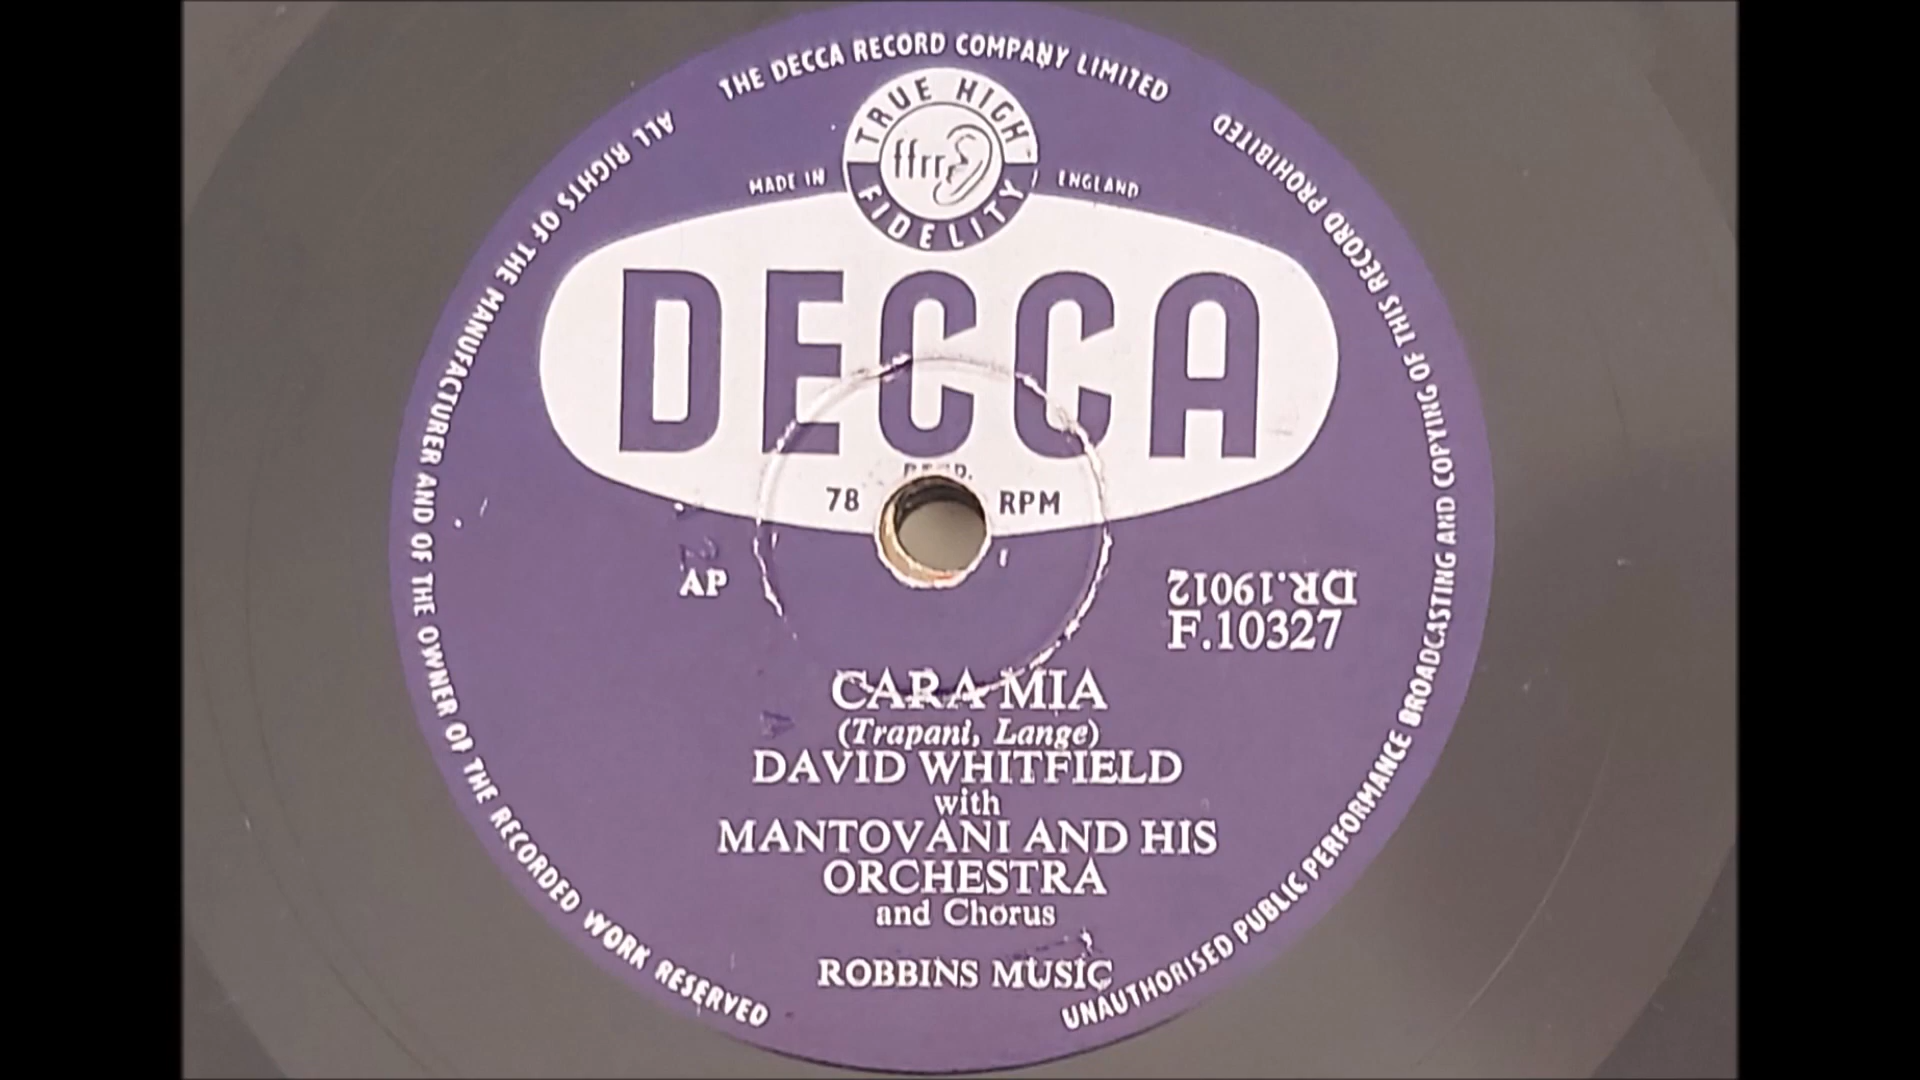 THE DECCA RECORD COMPANY LIMITED
ALL RIGHTS OF THE MANUFACTURER AND OF THE OWNER OF THE RECORDED WORK RESERVED
UNAUTHORISED PUBLIC PERFORMANCE BROADCASTING AND COPYING OF THIS RECORD PROHIBITED
TRUE HIGH
ffrr
FIDELITY
MADE IN ENGLAND
DECCA
78 RPM
AP
DR.19012
F.10327
CARA MIA
(Trapani, Lange)
DAVID WHITFIELD
with
MANTOVANI AND HIS
ORCHESTRA
and Chorus
ROBBINS MUSIC